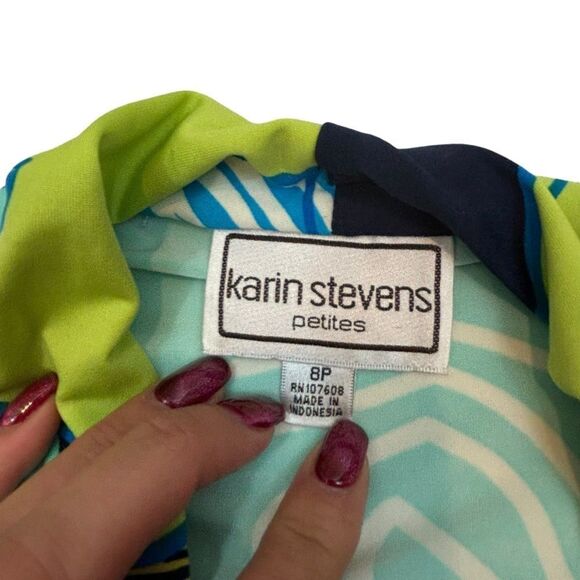 karin stevens
petites
8P
RN107608
MADE IN
INDONESIA